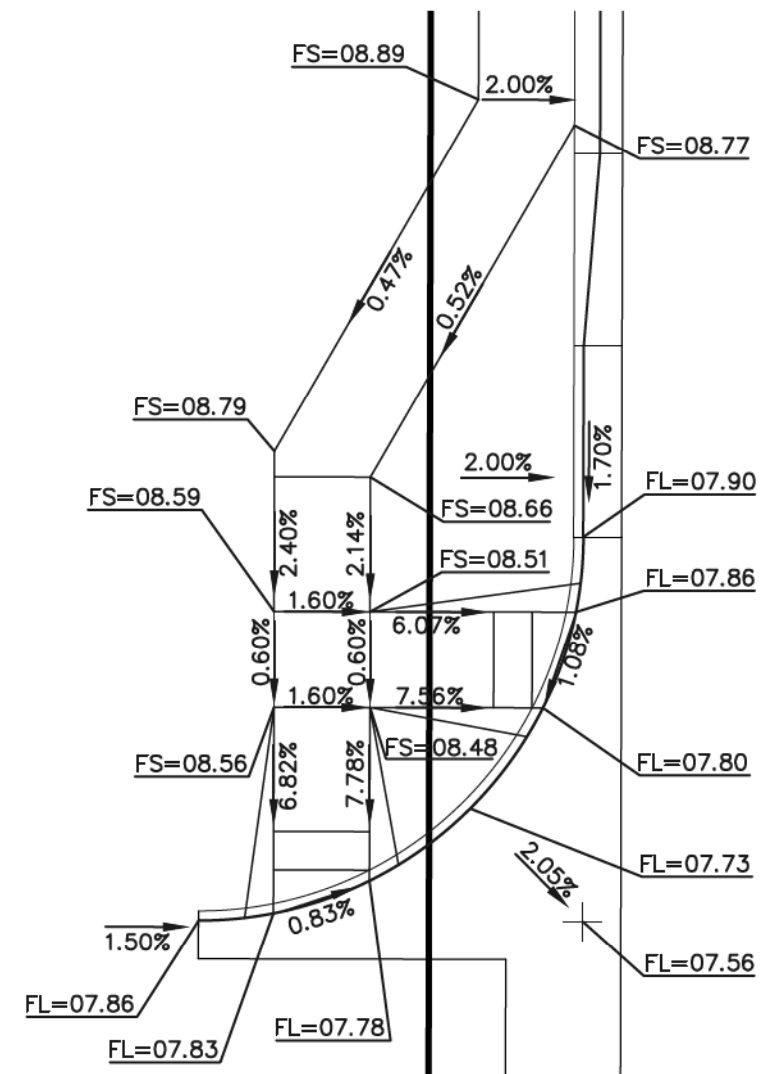 FS=08.89
2.00%
FS=08.77
0.47%
0.52%
FS=08.79
2.00%
1.70%
FL=07.90
FS=08.59
FS=08.66
2.40%
2.14%
FS=08.51
FL=07.86
1.60%
6.07%
0.60%
0.60%
1.08%
1.60%
7.56%
FS=08.56
FS=08.48
FL=07.80
6.82%
7.78%
FL=07.73
2.05%
0.83%
1.50%
FL=07.56
FL=07.86
FL=07.78
FL=07.83